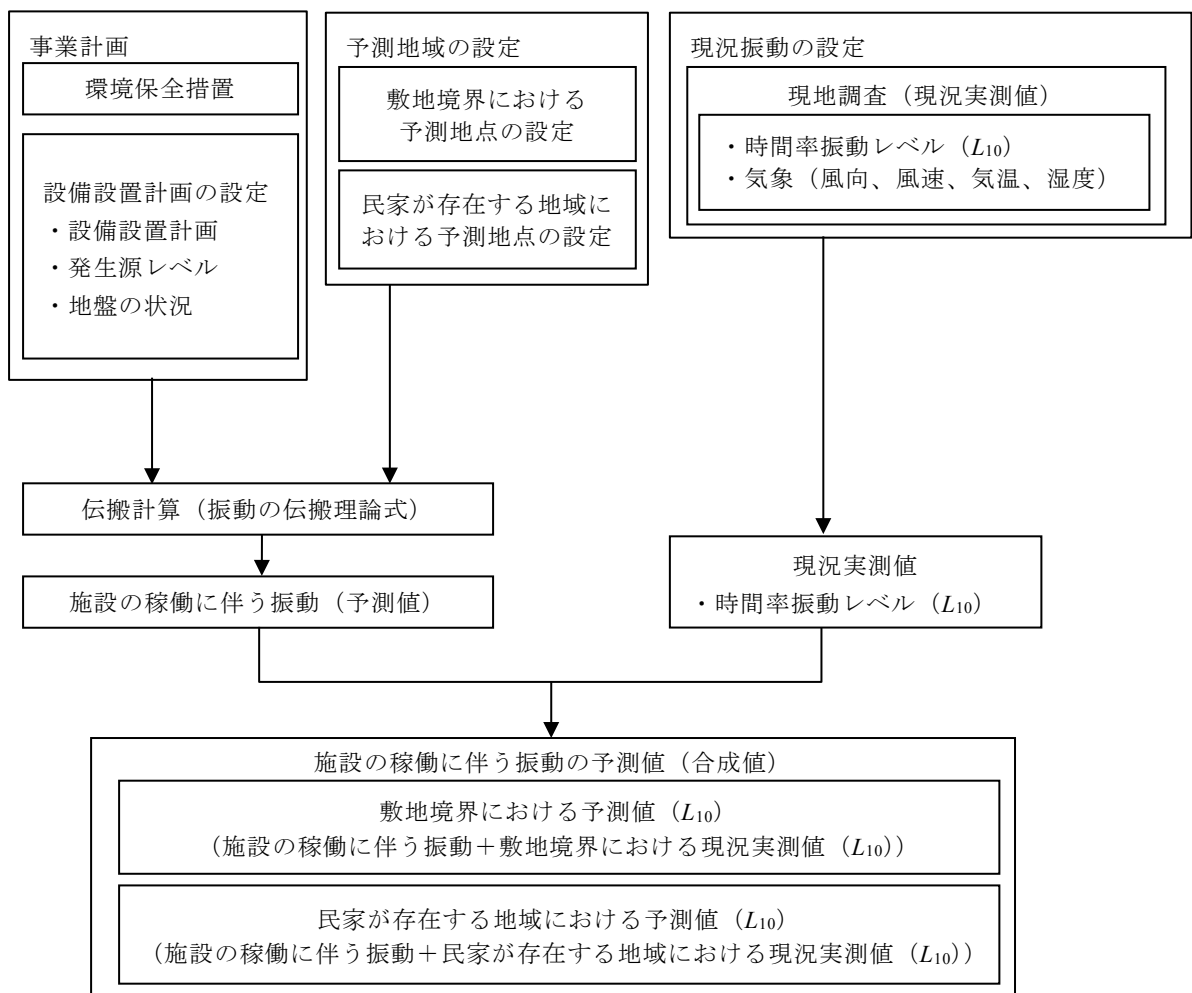 事業計画
環境保全措置
設備設置計画の設定
・設備設置計画
・発生源レベル
・地盤の状況
予測地域の設定
敷地境界における
予測地点の設定
民家が存在する地域に
おける予測地点の設定
現況振動の設定
現地調査（現況実測値）
・時間率振動レベル（L10）
・気象（風向、風速、気温、湿度）
伝搬計算（振動の伝搬理論式）
施設の稼働に伴う振動（予測値）
現況実測値
・時間率振動レベル（L10）
施設の稼働に伴う振動の予測値（合成値）
敷地境界における予測値（L10）
（施設の稼働に伴う振動＋敷地境界における現況実測値（L10））
民家が存在する地域における予測値（L10）
（施設の稼働に伴う振動＋民家が存在する地域における現況実測値（L10））